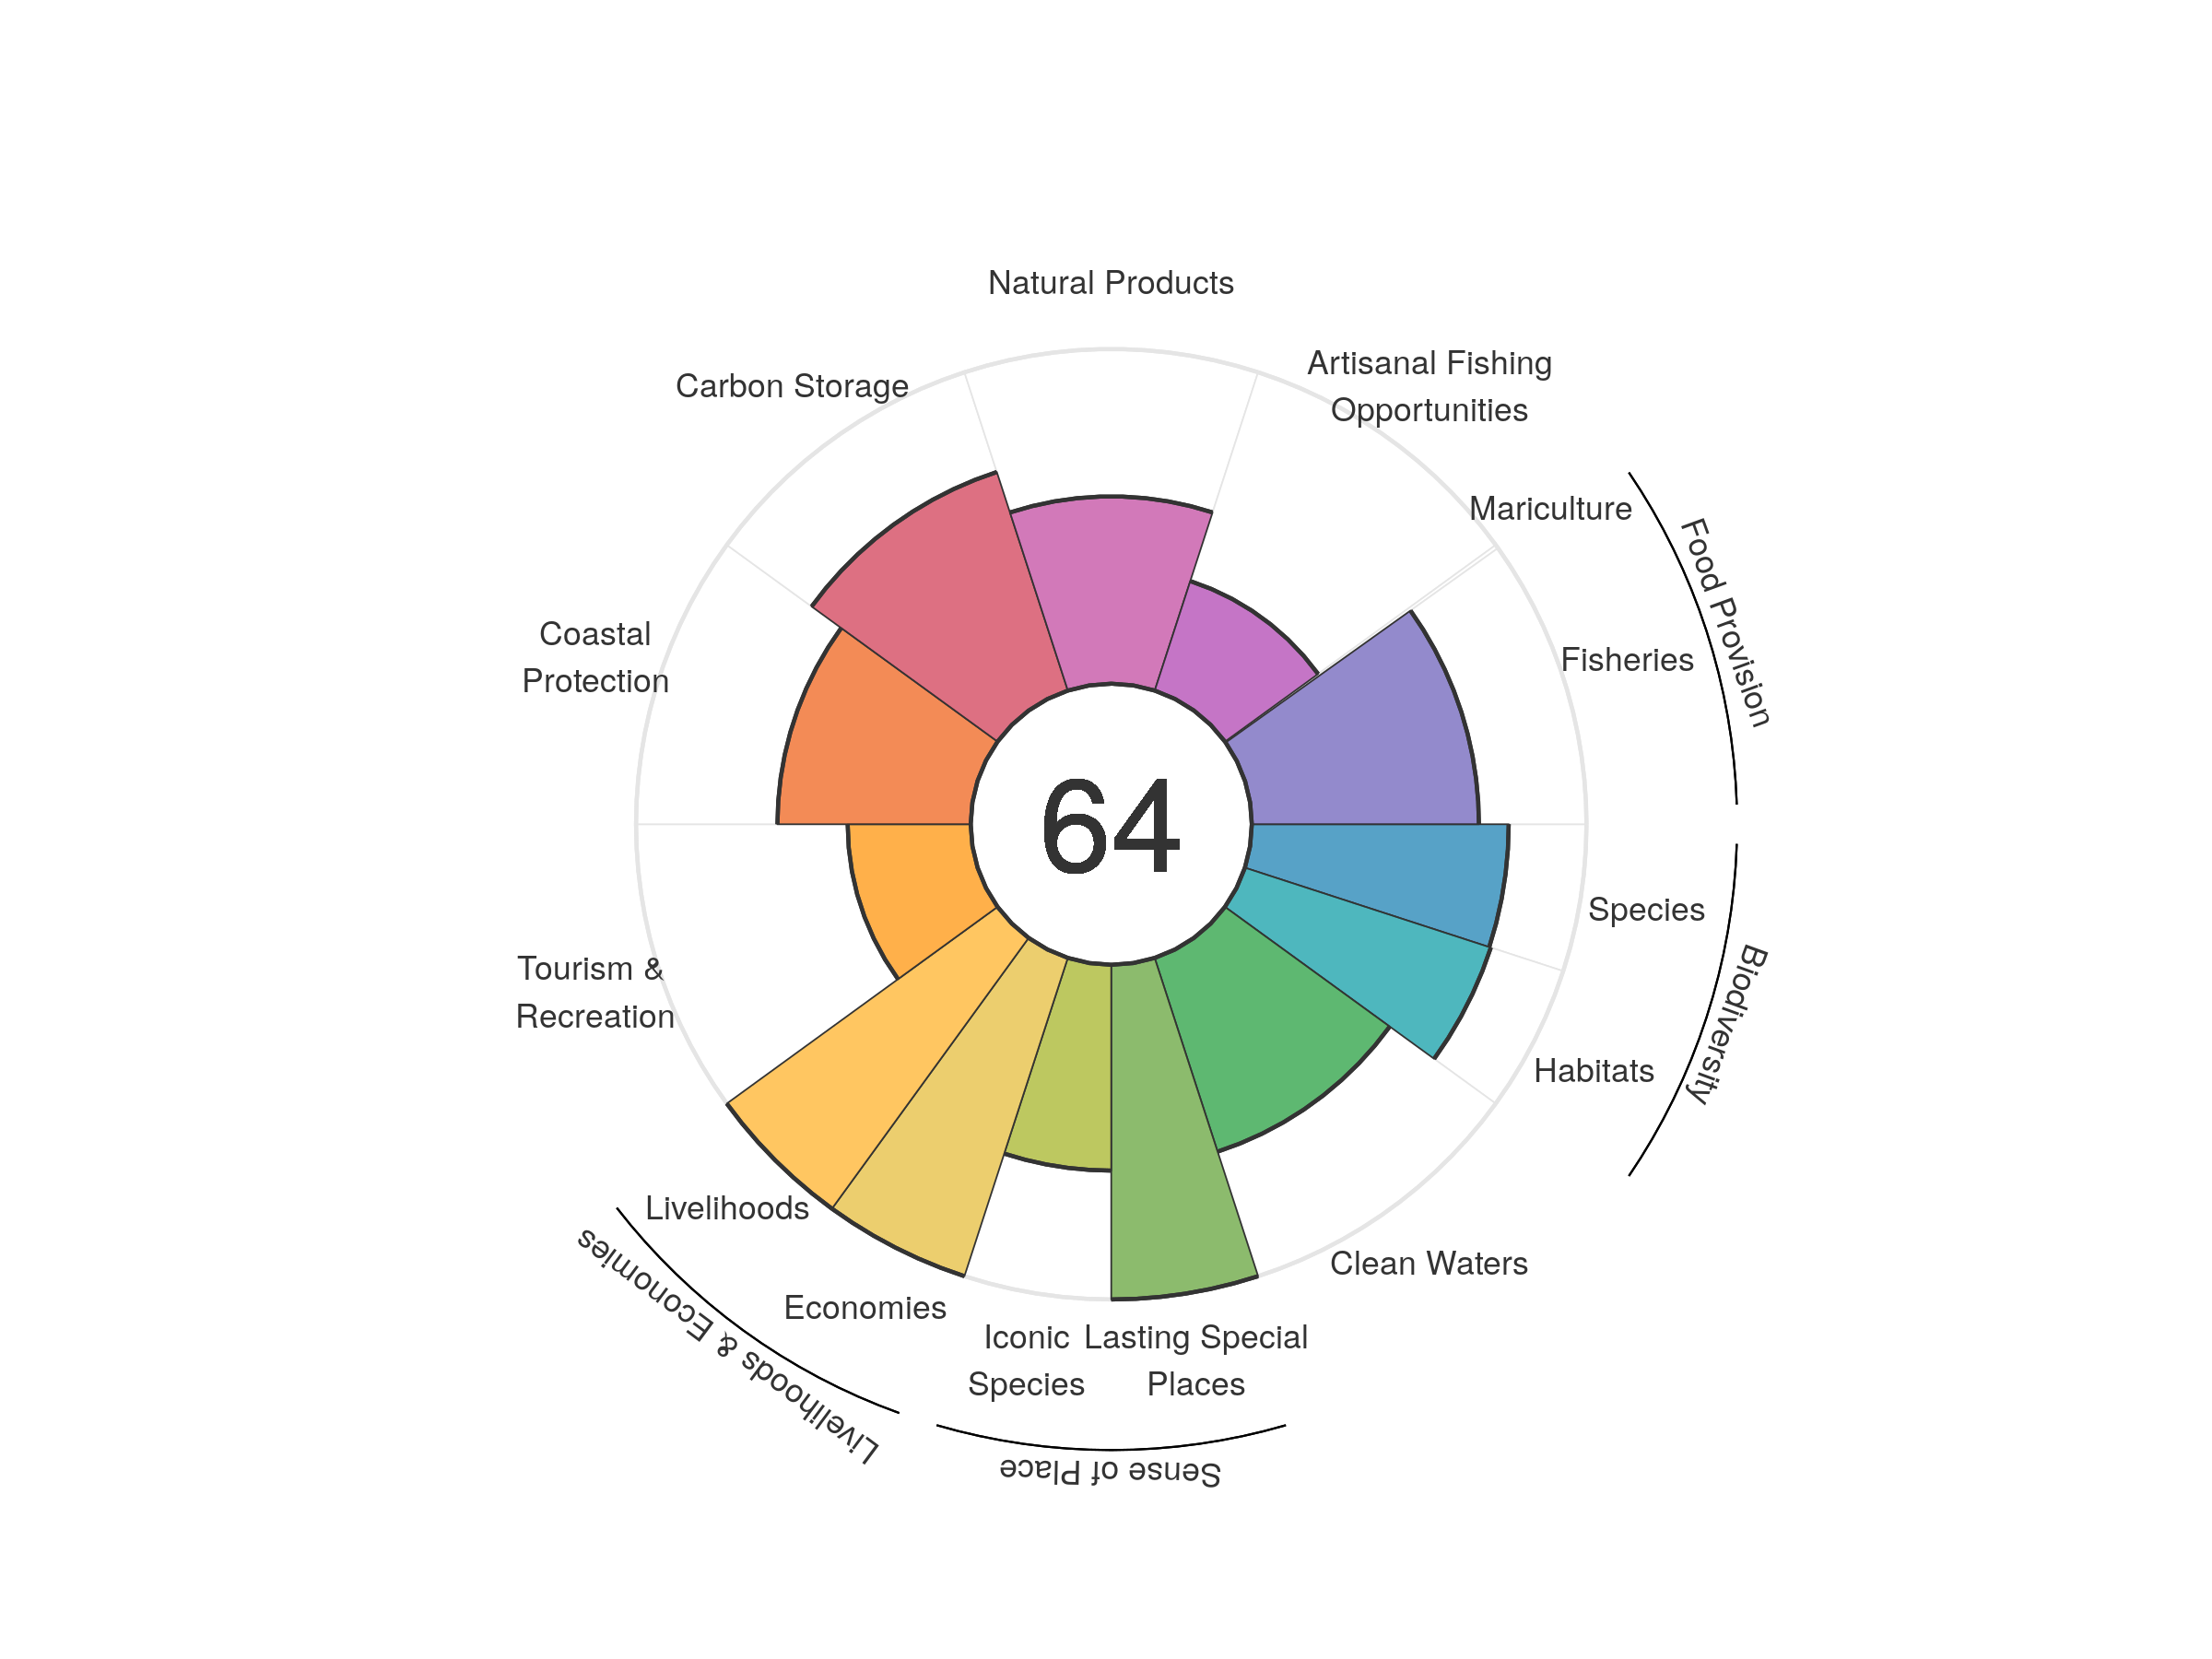 Natural Products
Artisanal Fishing
Opportunities
Carbon Storage
Mariculture
Food Provision
Fisheries
Coastal
Protection
64
Species
Biodiversity
Tourism &
Recreation
Habitats
Livelihoods
Clean Waters
Livelihoods & Economies
Economies
Iconic
Species
Lasting Special
Places
Sense of Place